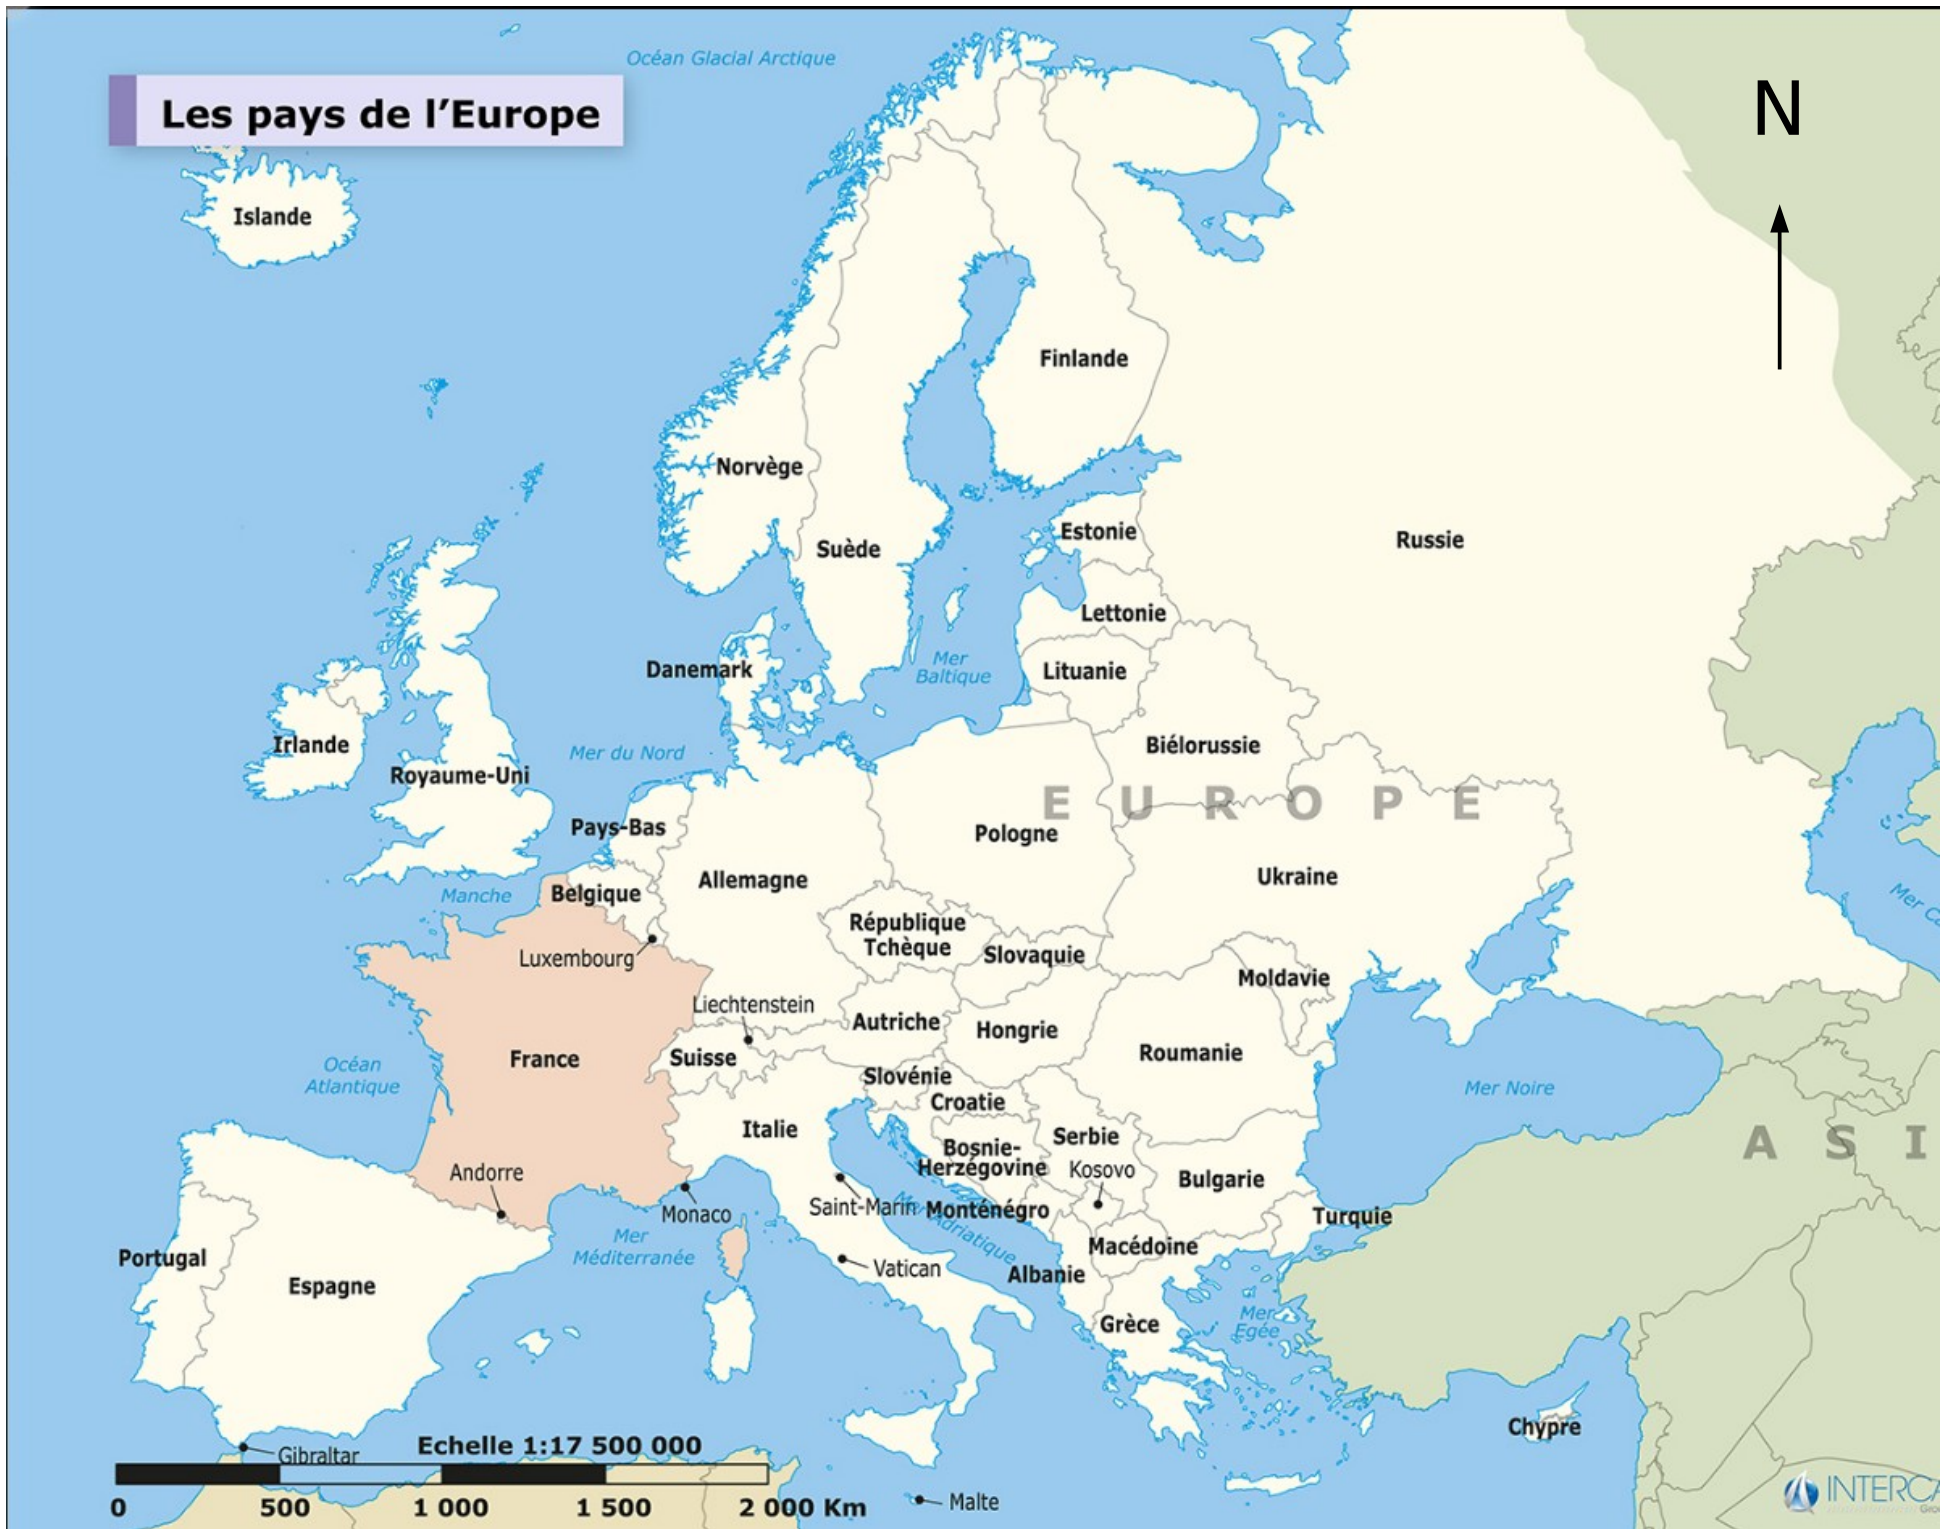 Océan Glacial Arctique
Les pays de l'Europe
N
Islande
Finlande
Norvège
Estonie
Suède
Russie
Lettonie
Danemark
Mer
Baltique
Lituanie
Irlande
Mer du Nord
Biélorussie
Royaume-Uni
EUROPE
Pays-Bas
Pologne
Allemagne
Ukraine
Manche
Belgique
Mer
République
Tchèque
Luxembourg
Slovaquie
Moldavie
Liechtenstein
Autriche
Hongrie
Océan
Atlantique
France
Suisse
Roumanie
Slovénie
Mer Noire
Croatie
Italie
Serbie
Bosnie-
Herzégovine
Kosovo
ASI
Andorre
Bulgarie
Saint-Marin
Monténégro
Monaco
Turquie
Mer
Méditerranée
Mer Adriatique
Macédoine
Portugal
Vatican
Albanie
Espagne
Mer
Egée
Grèce
Chypre
Gibraltar
Echelle 1:17 500 000
0 500 1 000 1 500 2 000 Km
Malte
INTERCA